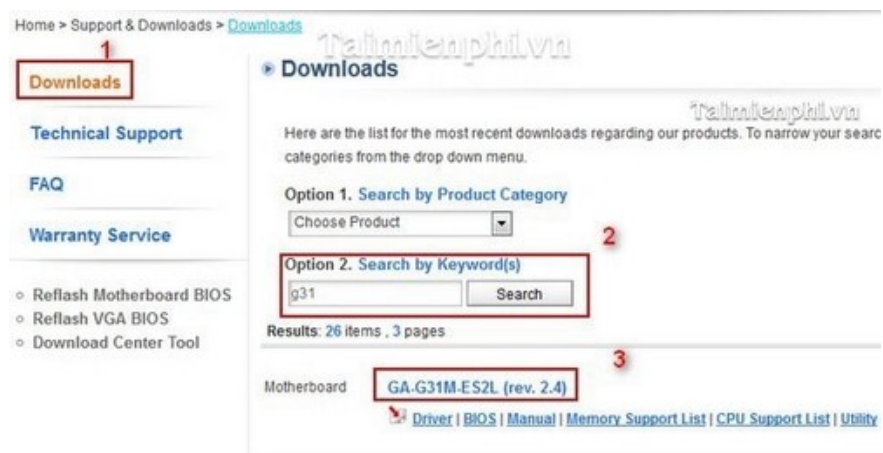 Home > Support & Downloads > Downloads
Taimienphi.vn
1
Downloads
Downloads
Taimienphi.vn
Technical Support
Here are the list for the most recent downloads regarding our products. To narrow your searc
categories from the drop down menu.
FAQ
Option 1. Search by Product Category
Choose Product
Warranty Service
2
Option 2. Search by Keyword(s)
g31
Search
Reflash Motherboard BIOS
Reflash VGA BIOS
Download Center Tool
Results: 26 items , 3 pages
3
Motherboard GA-G31M-ES2L (rev. 2.4)
Driver | BIOS | Manual | Memory Support List | CPU Support List | Utility